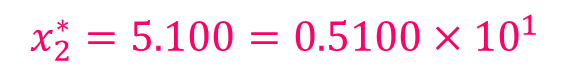 x₂* = 5.100 = 0.5100 × 10¹